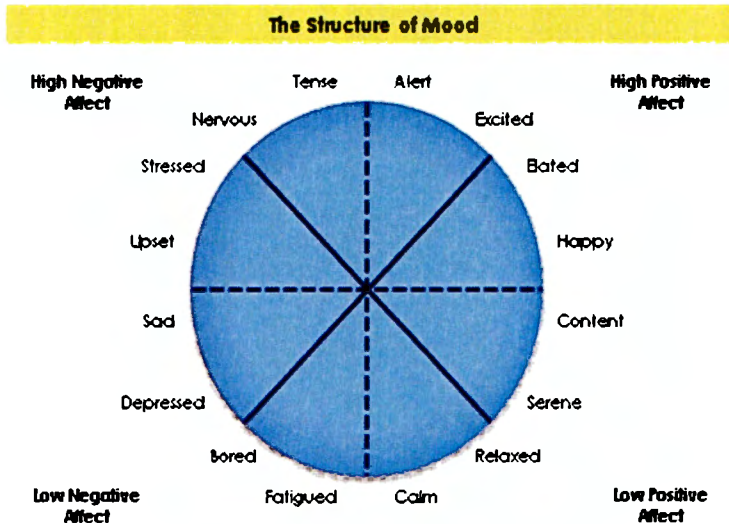 The Structure of Mood
High Negative
Affect
Tense
Alert
High Positive
Affect
Nervous
Excited
Stressed
Elated
Upset
Happy
Sad
Content
Depressed
Serene
Bored
Relaxed
Low Negative
Affect
Fatigued
Calm
Low Positive
Affect